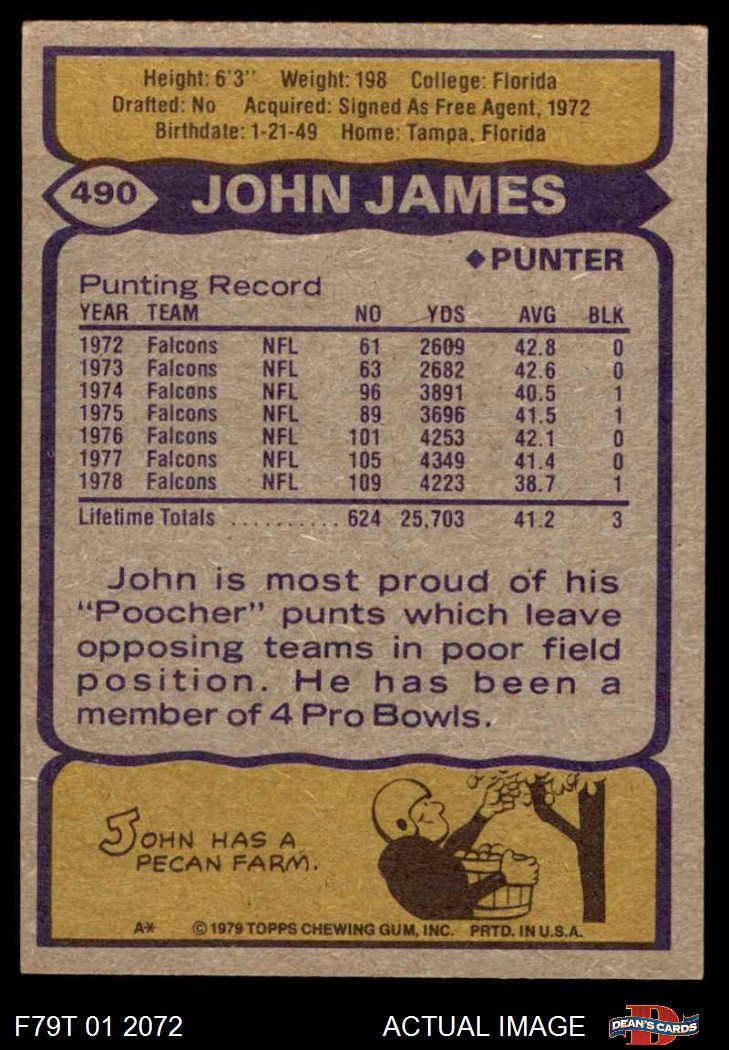 Height: 6'3" Weight: 198 College: Florida
Drafted: No Acquired: Signed As Free Agent, 1972
Birthdate: 1-21-49 Home: Tampa, Florida
490 JOHN JAMES
◆PUNTER
Punting Record
YEAR TEAM NO YDS AVG BLK
1972 Falcons NFL 61 2609 42.8 0
1973 Falcons NFL 63 2682 42.6 0
1974 Falcons NFL 96 3891 40.5 1
1975 Falcons NFL 89 3696 41.5 1
1976 Falcons NFL 101 4253 42.1 0
1977 Falcons NFL 105 4349 41.4 0
1978 Falcons NFL 109 4223 38.7 1
Lifetime Totals .......... 624 25,703 41.2 3
John is most proud of his
"Poocher" punts which leave
opposing teams in poor field
position. He has been a
member of 4 Pro Bowls.
JOHN HAS A
PECAN FARM.
A* © 1979 TOPPS CHEWING GUM, INC. PRTD. IN U.S.A.
F79T 01 2072 ACTUAL IMAGE D DEAN'S CARDS